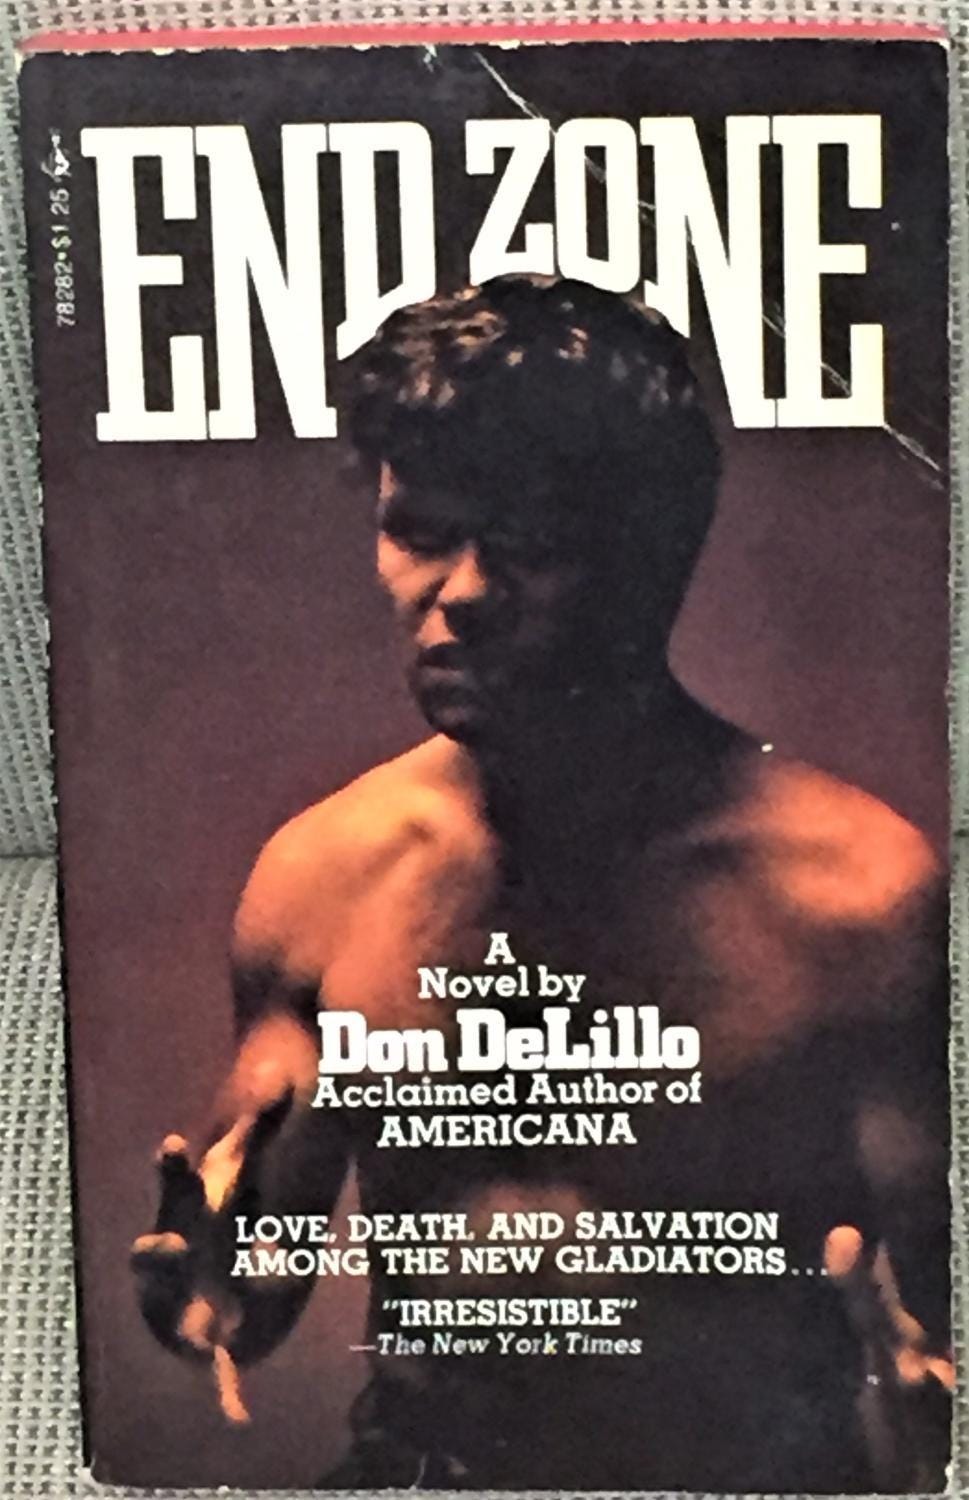 78282•$1.25
END ZONE
A
Novel by
Don DeLillo
Acclaimed Author of
AMERICANA
LOVE, DEATH, AND SALVATION
AMONG THE NEW GLADIATORS...
"IRRESISTIBLE"
—The New York Times